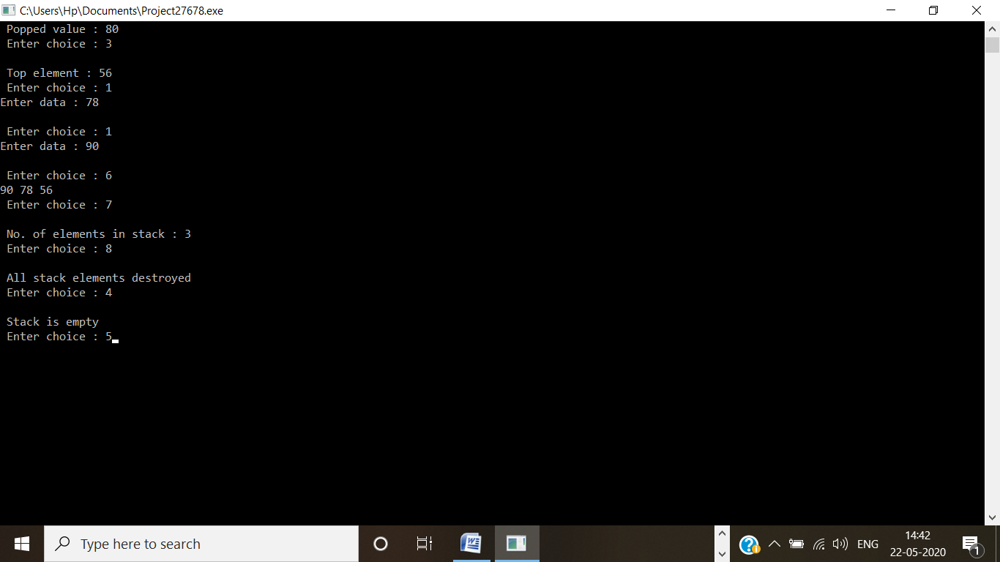 C:\Users\Hp\Documents\Project27678.exe
Popped value : 80
Enter choice : 3
Top element : 56
Enter choice : 1
Enter data : 78
Enter choice : 1
Enter data : 90
Enter choice : 6
90 78 56
Enter choice : 7
No. of elements in stack : 3
Enter choice : 8
All stack elements destroyed
Enter choice : 4
Stack is empty
Enter choice : 5
Type here to search
W
?
ENG
14:42
22-05-2020
1